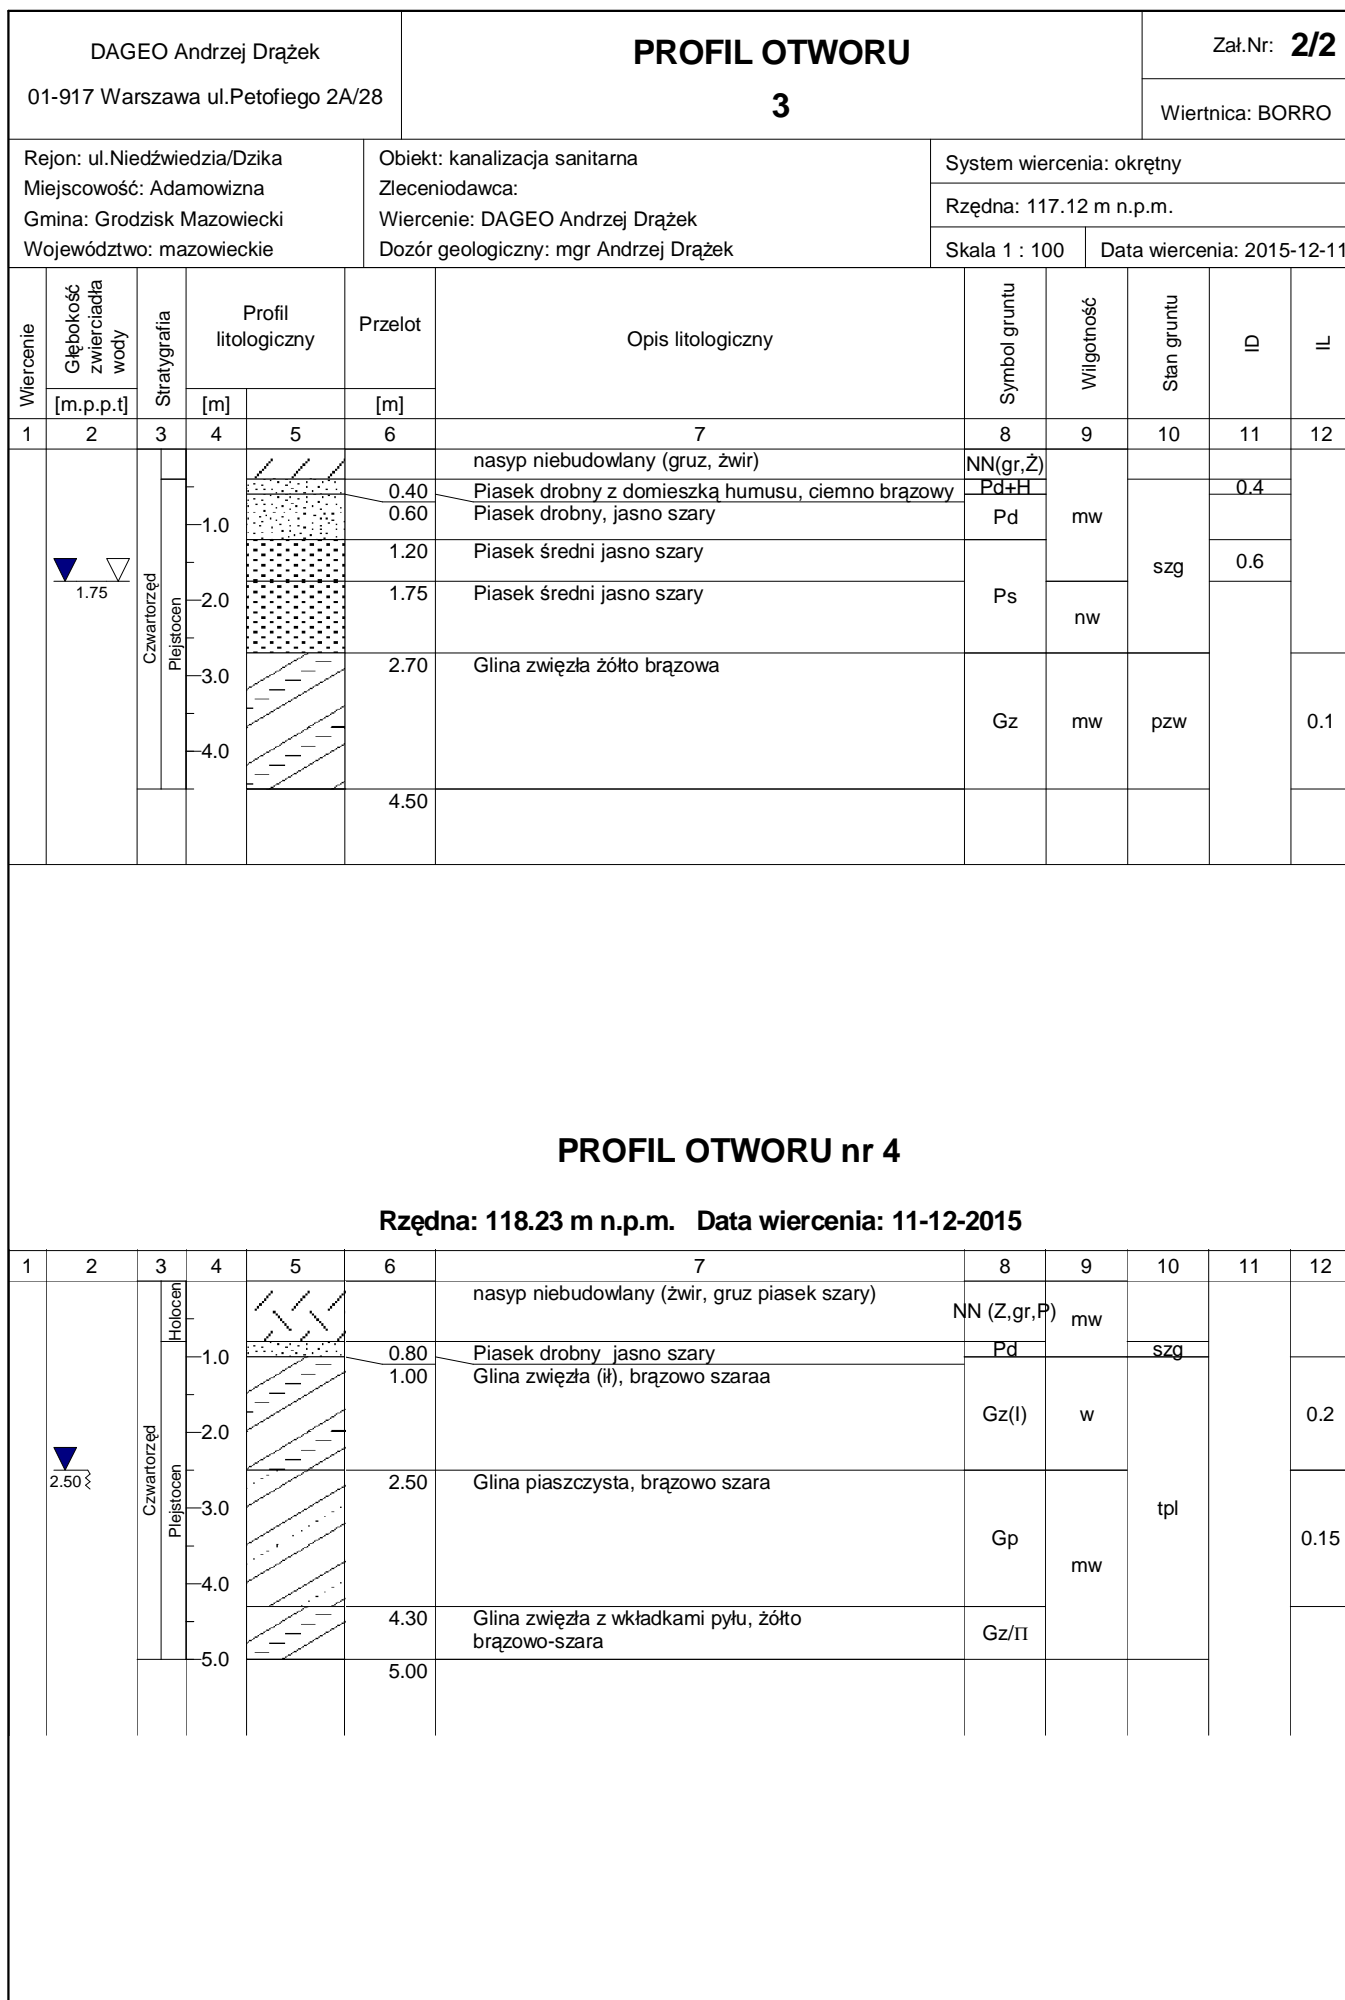 DAGEO Andrzej Drążek
01-917 Warszawa ul.Petofiego 2A/28
PROFIL OTWORU
3
Zał.Nr: 2/2
Wiertnica: BORRO
Rejon: ul.Niedźwiedzia/Dzika
Miejscowość: Adamowizna
Gmina: Grodzisk Mazowiecki
Województwo: mazowieckie
Obiekt: kanalizacja sanitarna
Zleceniodawca:
Wiercenie: DAGEO Andrzej Drążek
Dozór geologiczny: mgr Andrzej Drążek
System wiercenia: okrętny
Rzędna: 117.12 m n.p.m.
Skala 1 : 100
Data wiercenia: 2015-12-11
Wiercenie
Głębokość zwierciadła wody
[m.p.p.t]
Stratygrafia
Profil litologiczny
[m]
Przelot
[m]
Opis litologiczny
Symbol gruntu
Wilgotność
Stan gruntu
ID
IL
1 2 3 4 5 6 7 8 9 10 11 12
nasyp niebudowlany (gruz, żwir) NN(gr,Ż)
0.40 Piasek drobny z domieszką humusu, ciemno brązowy Pd+H 0.4
0.60 Piasek drobny, jasno szary Pd mw
1.0
1.20 Piasek średni jasno szary szg 0.6
1.75
1.75 Piasek średni jasno szary Ps
2.0
nw
Czwartorzęd
Plejstocen
2.70 Glina zwięzła żółto brązowa
3.0
Gz mw pzw 0.1
4.0
4.50
PROFIL OTWORU nr 4
Rzędna: 118.23 m n.p.m. Data wiercenia: 11-12-2015
1 2 3 4 5 6 7 8 9 10 11 12
Holocen
nasyp niebudowlany (żwir, gruz piasek szary) NN (Z,gr,P) mw
0.80 Piasek drobny jasno szary Pd szg
1.0
1.00 Glina zwięzła (ił), brązowo szaraa
Gz(I) w 0.2
2.0
2.50
2.50 Glina piaszczysta, brązowo szara
Czwartorzęd
Plejstocen
3.0
tpl
Gp 0.15
mw
4.0
4.30 Glina zwięzła z wkładkami pyłu, żółto
brązowo-szara
Gz/Π
5.0
5.00